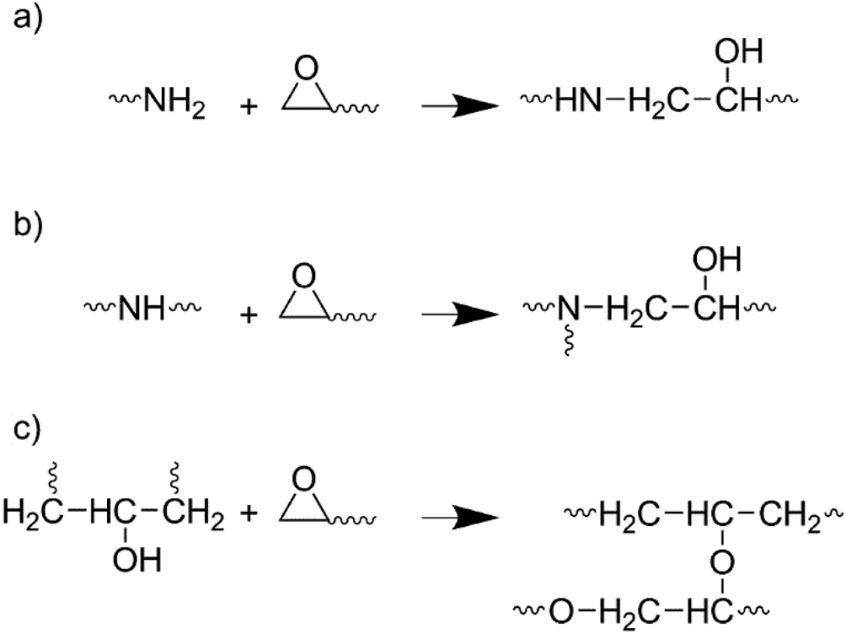 a)
OH
O
NH2 + HN–H2C–CH
b)
OH
O
NH + N–H2C–CH
c)
O
H2C–HC–CH2 + H2C–HC–CH2
OH O
O–H2C–HC